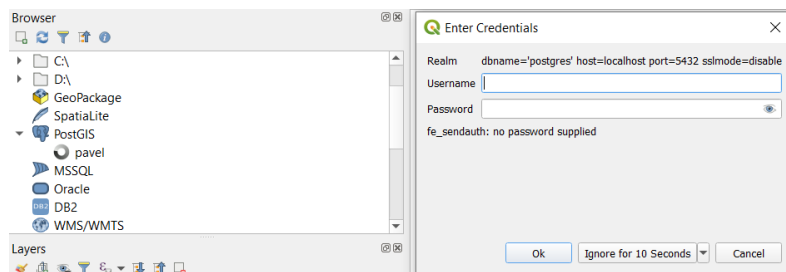 Browser
C:\
D:\
GeoPackage
SpatiaLite
PostGIS
pavel
MSSQL
Oracle
DB2 DB2
WMS/WMTS
Layers
Enter Credentials
Realm dbname='postgres' host=localhost port=5432 sslmode=disable
Username
Password
fe_sendauth: no password supplied
Ok Ignore for 10 Seconds Cancel